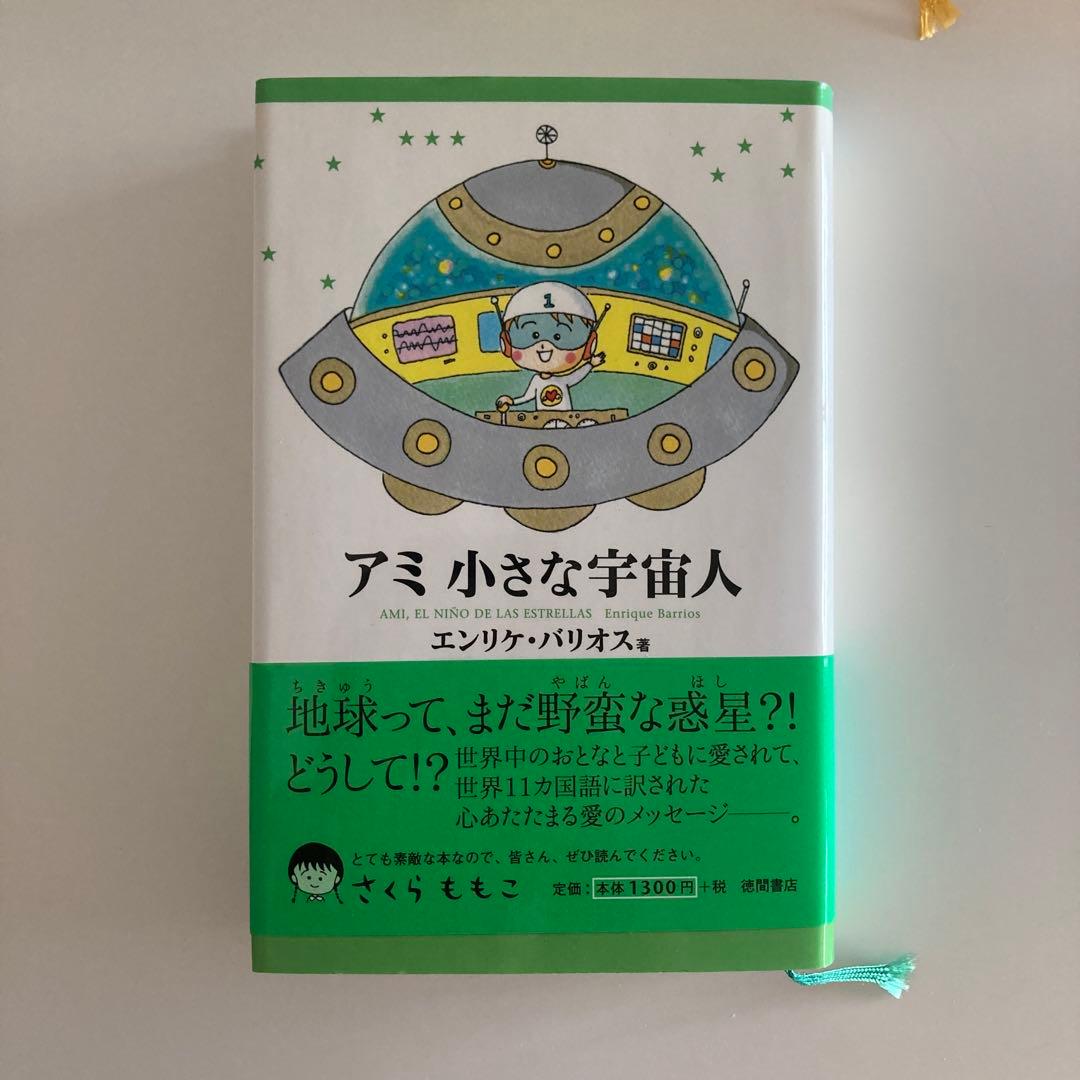 1
アミ 小さな宇宙人
AMI, EL NIÑO DE LAS ESTRELLAS Enrique Barrios
エンリケ・バリオス著
ちきゅう やばん ほし
地球って、まだ野蛮な惑星?!
どうして!?
世界中のおとなと子どもに愛されて、
世界11カ国語に訳された
心あたたまる愛のメッセージ――。
とても素敵な本なので、皆さん、ぜひ読んでください。
さくらももこ
定価:本体1300円+税 徳間書店